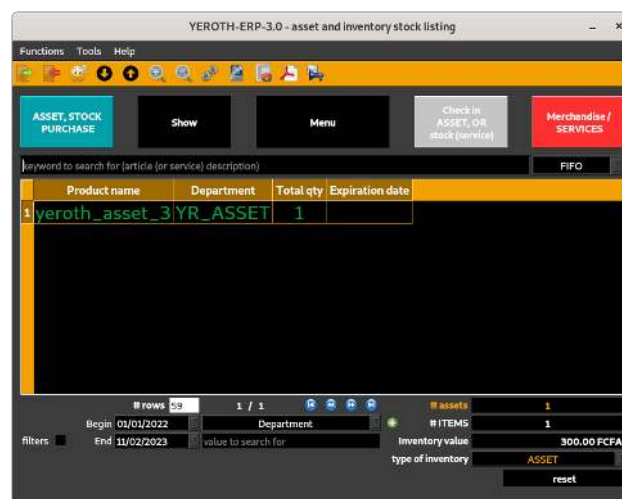 YEROTH-ERP-3.0 - asset and inventory stock listing
Functions Tools Help
ASSET, STOCK
PURCHASE
Show
Menu
Check in
ASSET, OR
stock (service)
Merchandise /
SERVICES
keyword to search for (article (or service) description)
FIFO
Product name Department Total qty Expiration date
1 yeroth_asset_3 YR_ASSET 1
# rows 59 1 / 1 # assets 1
Begin 01/01/2022 Department # ITEMS 1
filters End 11/02/2023 value to search for Inventory value 300.00 FCFA
type of inventory ASSET
reset